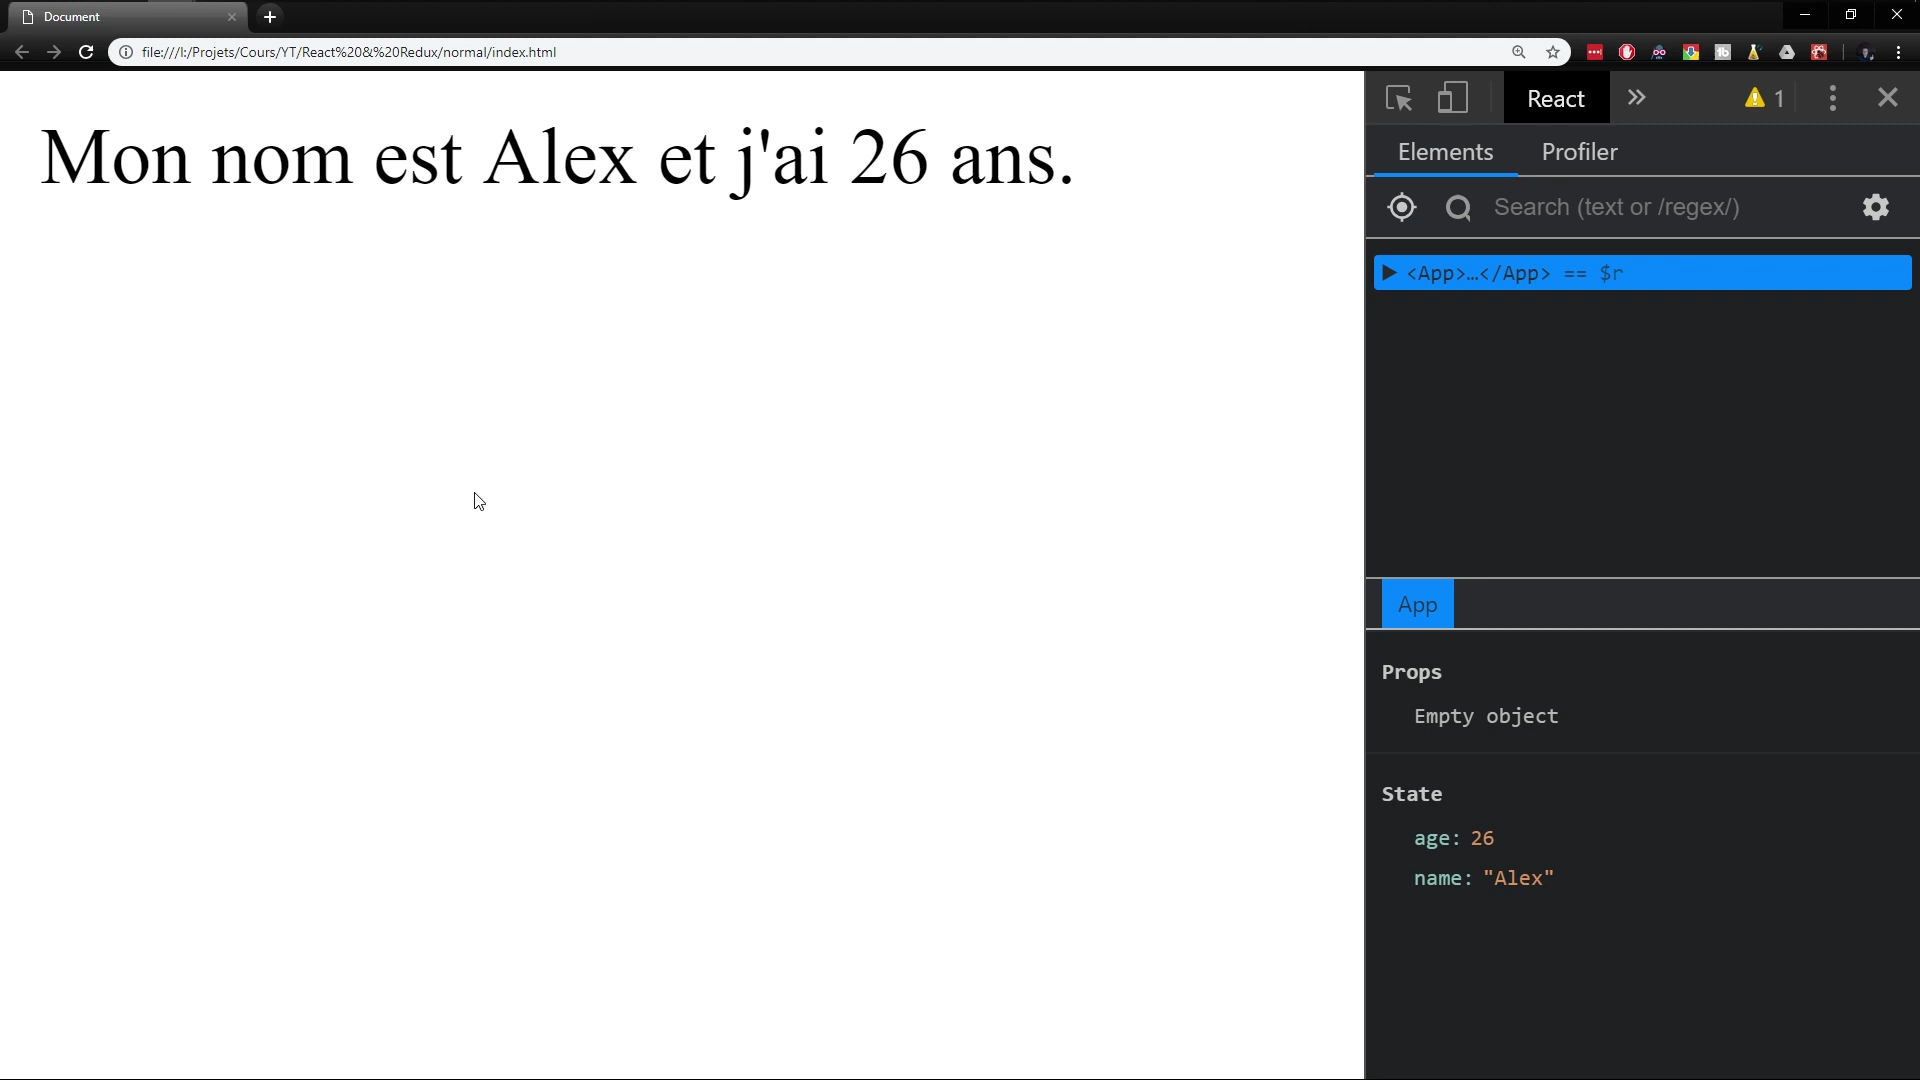 Document
file:///I:/Projets/Cours/YT/React%20&%20Redux/normal/index.html
Mon nom est Alex et j'ai 26 ans.
React
1
Elements
Profiler
Search (text or /regex/)
<App>…</App> == $r
App
Props
Empty object
State
age: 26
name: "Alex"